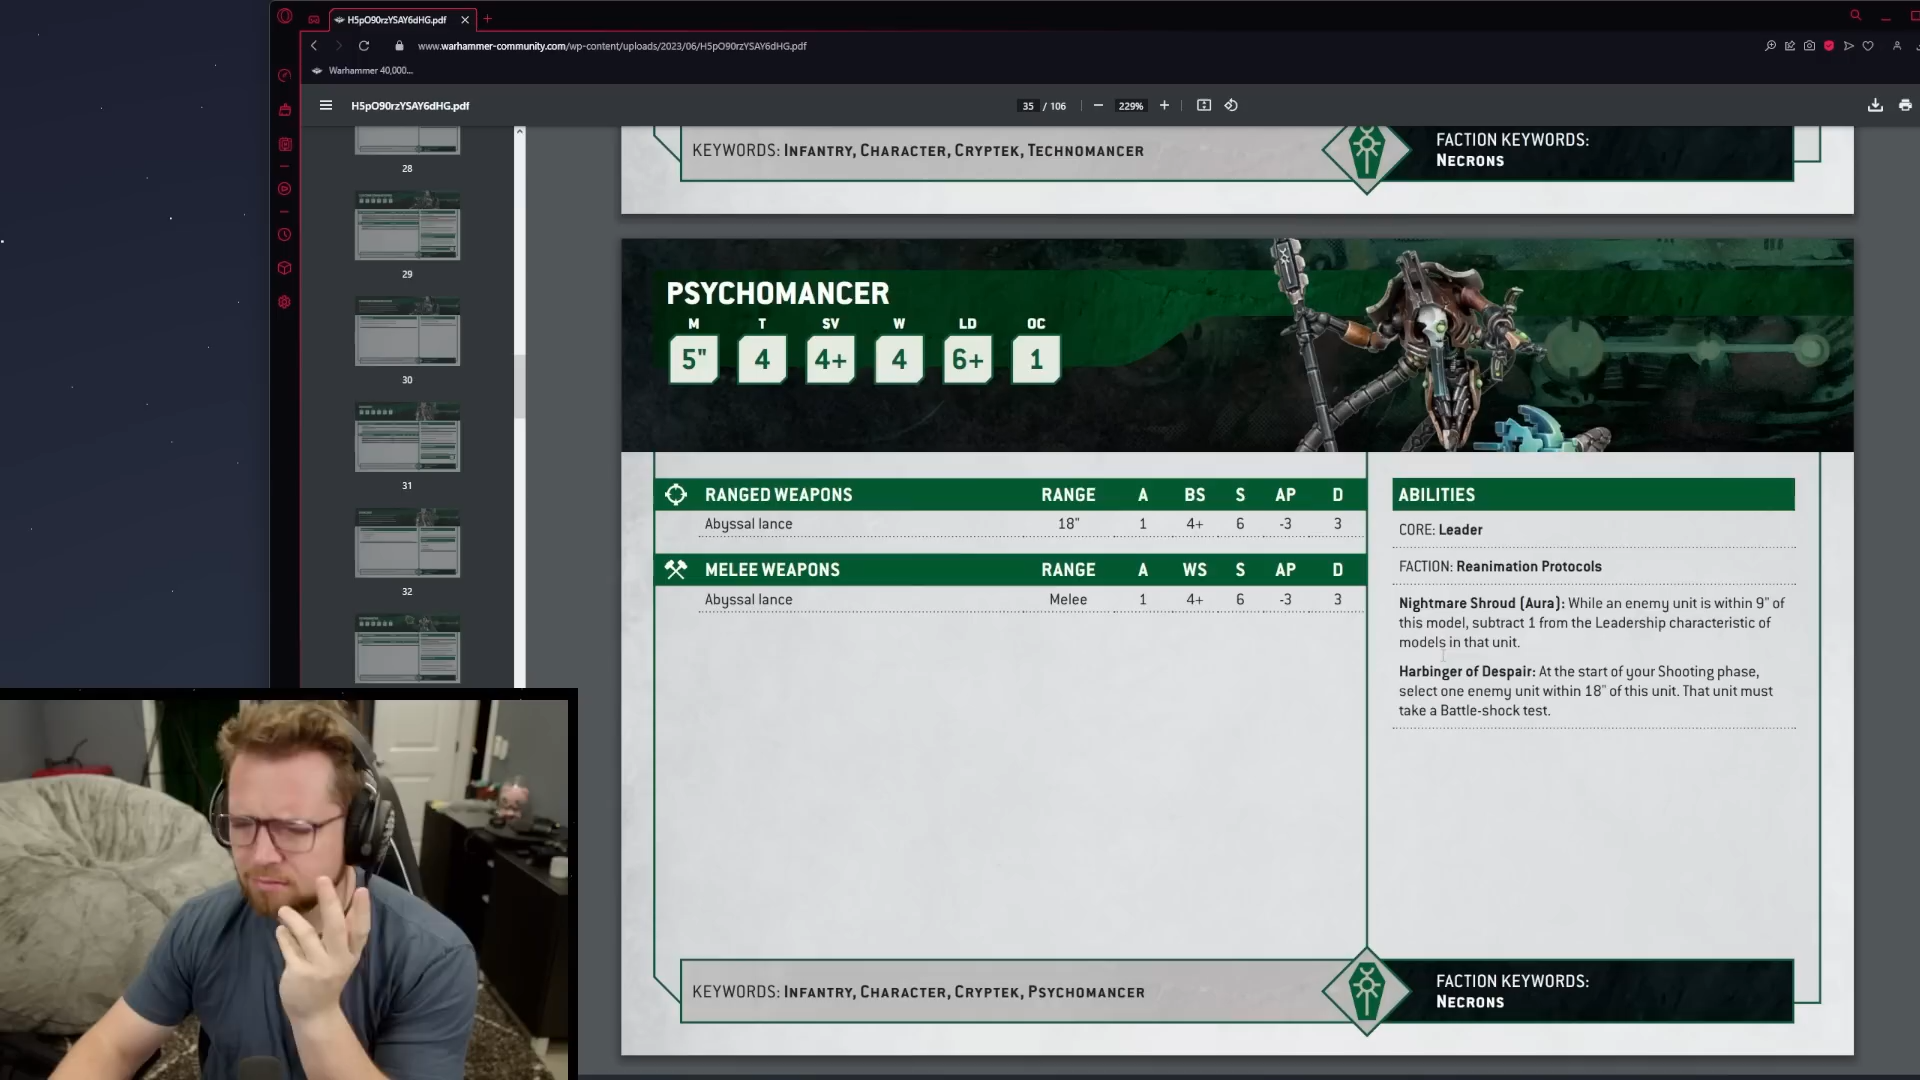 H5pO90rzYSAY6dHG.pdf
www.warhammer-community.com/wp-content/uploads/2023/06/H5pO90rzYSAY6dHG.pdf
Warhammer 40,000...
H5pO90rzYSAY6dHG.pdf
35 / 106
229%
28
29
30
31
32
KEYWORDS: INFANTRY, CHARACTER, CRYPTEK, TECHNOMANCER
FACTION KEYWORDS:
NECRONS
PSYCHOMANCER
M T SV W LD OC
5" 4 4+ 4 6+ 1
RANGED WEAPONS RANGE A BS S AP D
Abyssal lance 18" 1 4+ 6 -3 3
MELEE WEAPONS RANGE A WS S AP D
Abyssal lance Melee 1 4+ 6 -3 3
ABILITIES
CORE: Leader
FACTION: Reanimation Protocols
Nightmare Shroud (Aura): While an enemy unit is within 9" of
this model, subtract 1 from the Leadership characteristic of
models in that unit.
Harbinger of Despair: At the start of your Shooting phase,
select one enemy unit within 18" of this unit. That unit must
take a Battle-shock test.
KEYWORDS: INFANTRY, CHARACTER, CRYPTEK, PSYCHOMANCER
FACTION KEYWORDS:
NECRONS